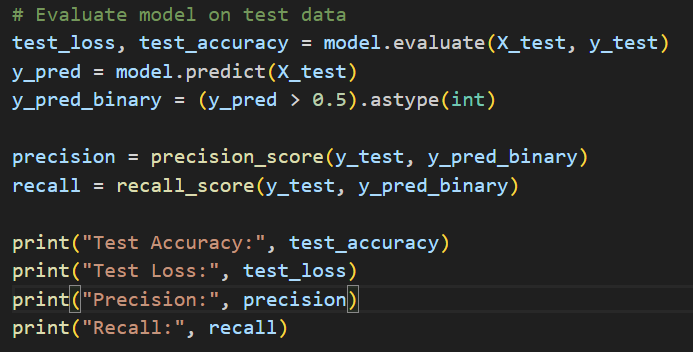 # Evaluate model on test data
test_loss, test_accuracy = model.evaluate(X_test, y_test)
y_pred = model.predict(X_test)
y_pred_binary = (y_pred > 0.5).astype(int)
precision = precision_score(y_test, y_pred_binary)
recall = recall_score(y_test, y_pred_binary)
print("Test Accuracy:", test_accuracy)
print("Test Loss:", test_loss)
print("Precision:", precision)
print("Recall:", recall)